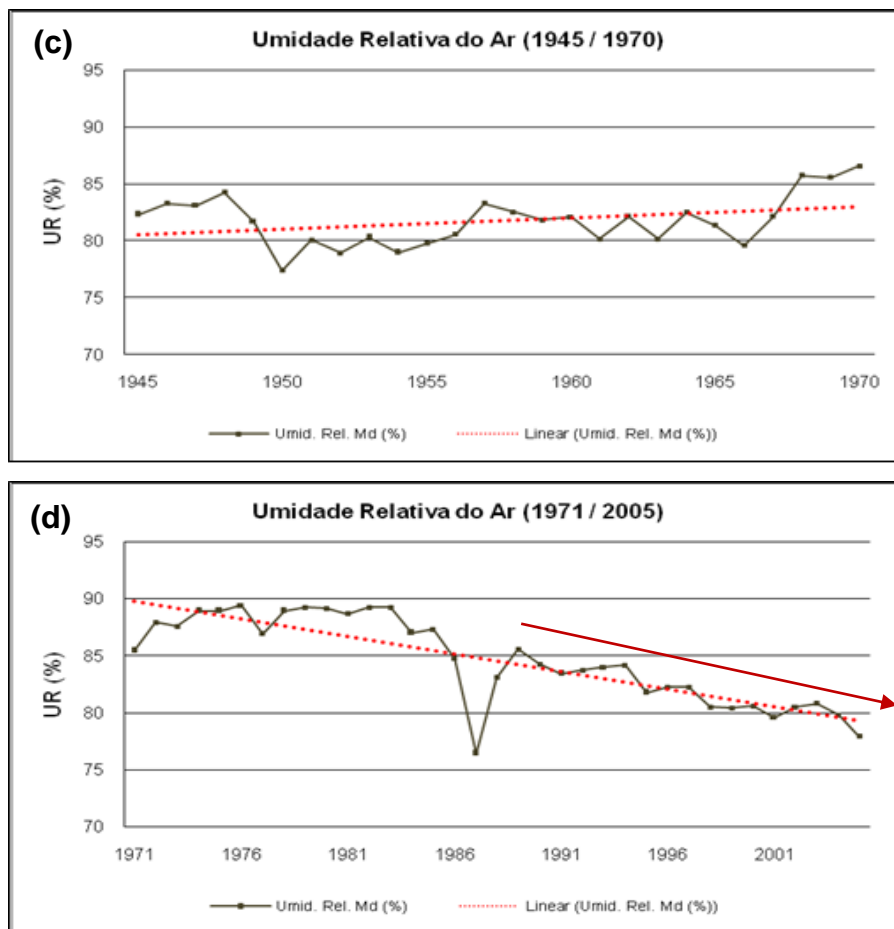 (c)
Umidade Relativa do Ar (1945 / 1970)
95
90
85
80
75
70
UR (%)
1945 1950 1955 1960 1965 1970
Umid. Rel. Md (%) Linear (Umid. Rel. Md (%))
(d)
Umidade Relativa do Ar (1971 / 2005)
95
90
85
80
75
70
UR (%)
1971 1976 1981 1986 1991 1996 2001
Umid. Rel. Md (%) Linear (Umid. Rel. Md (%))